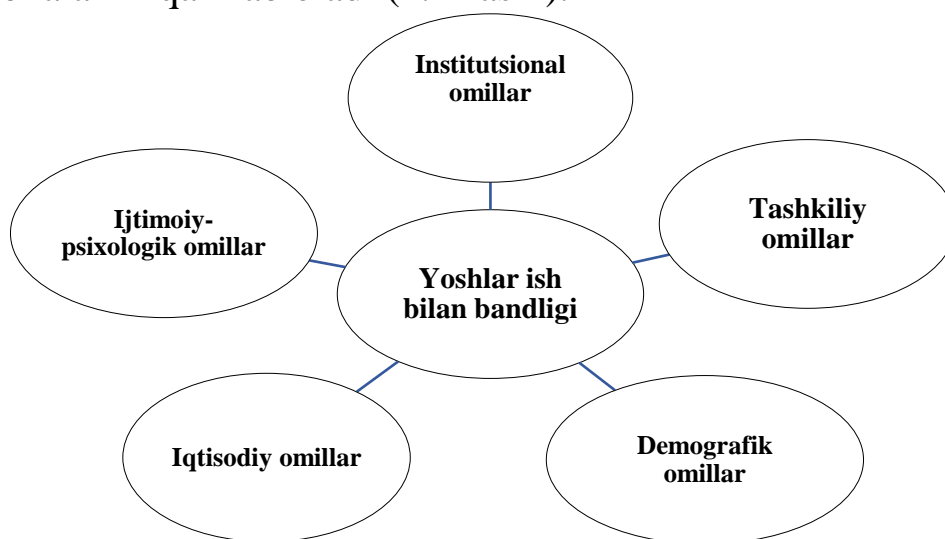 Institutsional
omillar
Ijtimoiy-
psixologik omillar
Tashkiliy
omillar
Yoshlar ish
bilan bandligi
Iqtisodiy omillar
Demografik
omillar